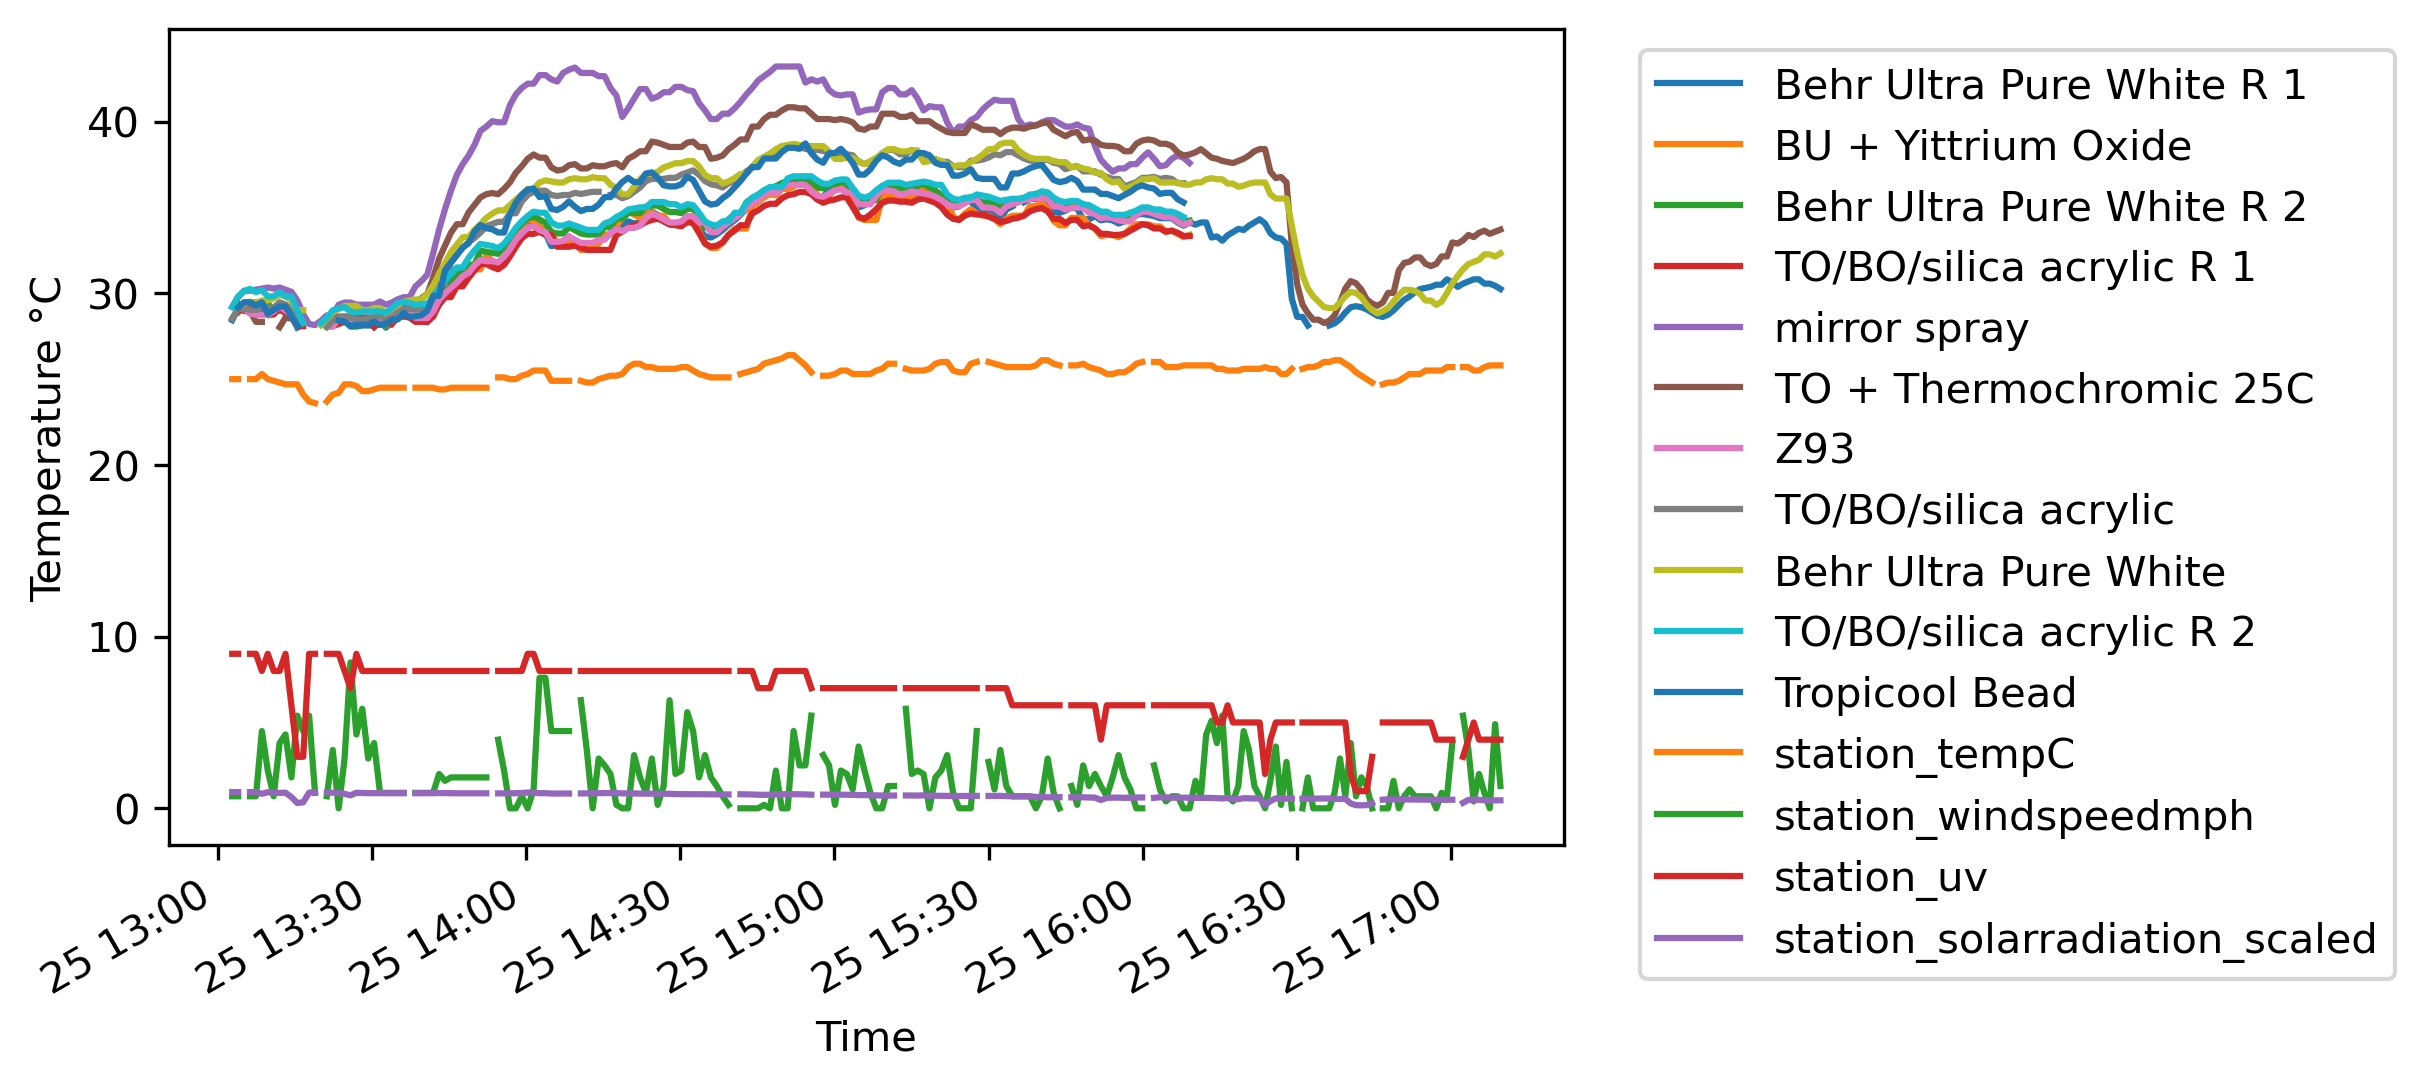 Temperature °C
40
30
20
10
0
25 13:00
25 13:30
25 14:00
25 14:30
25 15:00
25 15:30
25 16:00
25 16:30
25 17:00
Time
Behr Ultra Pure White R 1
BU + Yittrium Oxide
Behr Ultra Pure White R 2
TO/BO/silica acrylic R 1
mirror spray
TO + Thermochromic 25C
Z93
TO/BO/silica acrylic
Behr Ultra Pure White
TO/BO/silica acrylic R 2
Tropicool Bead
station_tempC
station_windspeedmph
station_uv
station_solarradiation_scaled